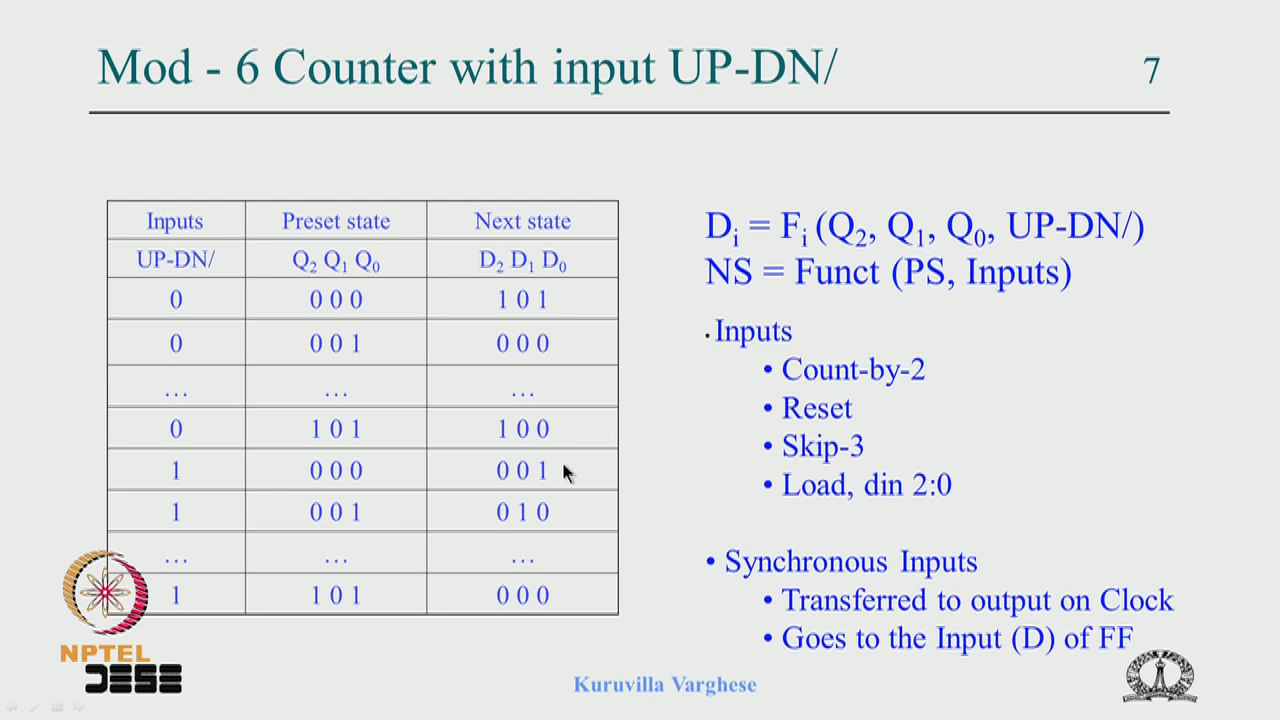 Mod - 6 Counter with input UP-DN/
7
Inputs Preset state Next state
UP-DN/ Q₂ Q₁ Q₀ D₂ D₁ D₀
0 0 0 0 1 0 1
0 0 0 1 0 0 0
… … …
0 1 0 1 1 0 0
1 0 0 0 0 0 1
1 0 0 1 0 1 0
… … …
1 1 0 1 0 0 0
Dᵢ = Fᵢ (Q₂, Q₁, Q₀, UP-DN/)
NS = Funct (PS, Inputs)
• Inputs
• Count-by-2
• Reset
• Skip-3
• Load, din 2:0
• Synchronous Inputs
• Transferred to output on Clock
• Goes to the Input (D) of FF
NPTEL
DESE
Kuruvilla Varghese